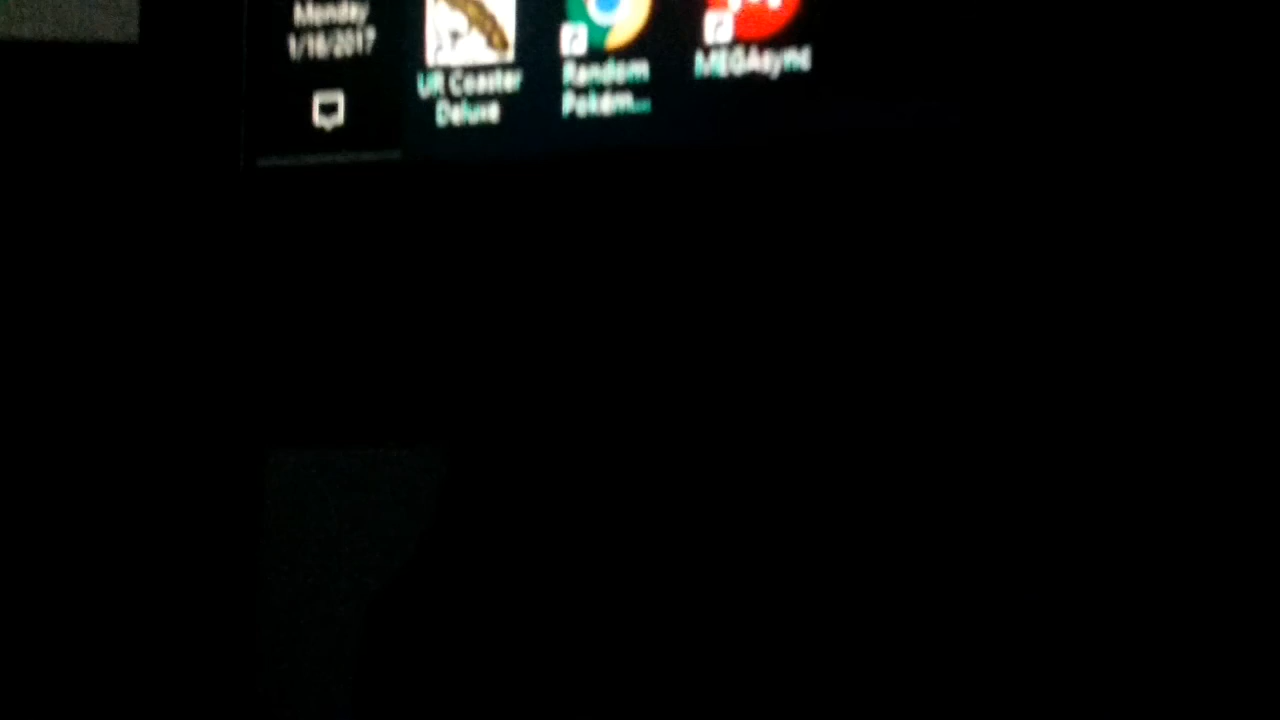 Monday
1/16/2017
UR Coaster
Deluxe
Random
Pokém...
MEGAsync